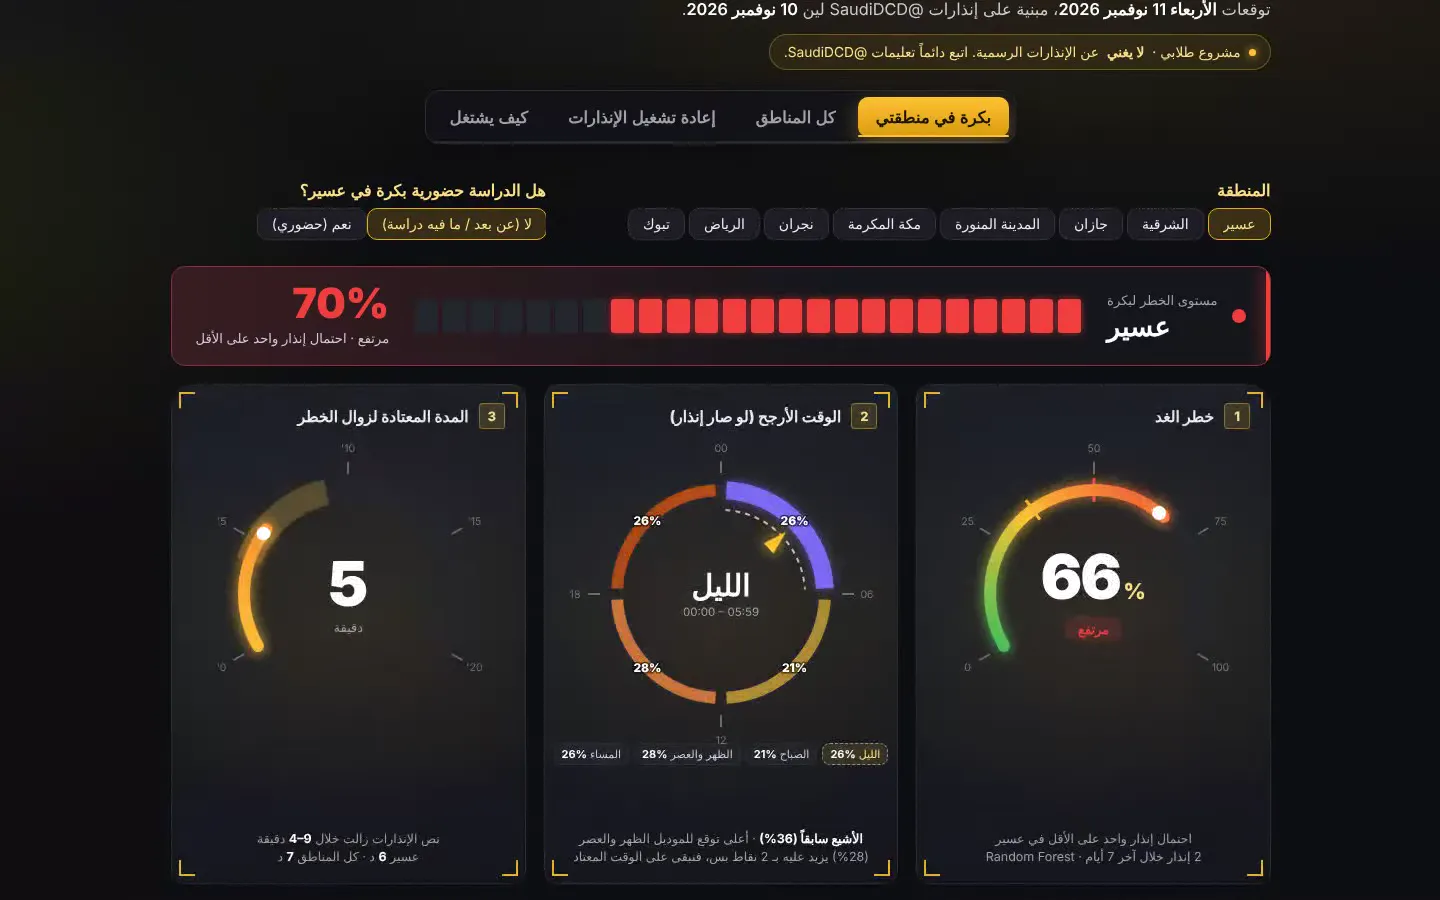 توقعات الأربعاء 11 نوفمبر 2026، مبنية على إنذارات @SaudiDCD لين 10 نوفمبر 2026.
مشروع طلابي · لا يغني عن الإنذارات الرسمية. اتبع دائماً تعليمات @SaudiDCD.
بكرة في منطقتي
كل المناطق
إعادة تشغيل الإنذارات
كيف يشتغل
المنطقة
عسير
الشرقية
جازان
المدينة المنورة
مكة المكرمة
نجران
الرياض
تبوك
هل الدراسة حضورية بكرة في عسير؟
لا (عن بعد / ما فيه دراسة)
نعم (حضوري)
مستوى الخطر لبكرة
عسير
70%
مرتفع · احتمال إنذار واحد على الأقل
1 خطر الغد
0
25
50
75
100
66%
مرتفع
احتمال إنذار واحد على الأقل في عسير
2 إنذار خلال آخر 7 أيام · Random Forest
2 الوقت الأرجح (لو صار إنذار)
00
06
12
18
26%
26%
21%
28%
الليل
00:00 – 05:59
الليل 26%
الصباح 21%
الظهر والعصر 28%
المساء 26%
الأشيع سابقاً (36%) · أعلى توقع للموديل الظهر والعصر
(28%) يزيد عليه بـ 2 نقاط بس، فنبقى على الوقت المعتاد
3 المدة المعتادة لزوال الخطر
0'
5'
10'
15'
20'
5
دقيقة
نص الإنذارات زالت خلال 4–9 دقيقة
عسير 6 د · كل المناطق 7 د